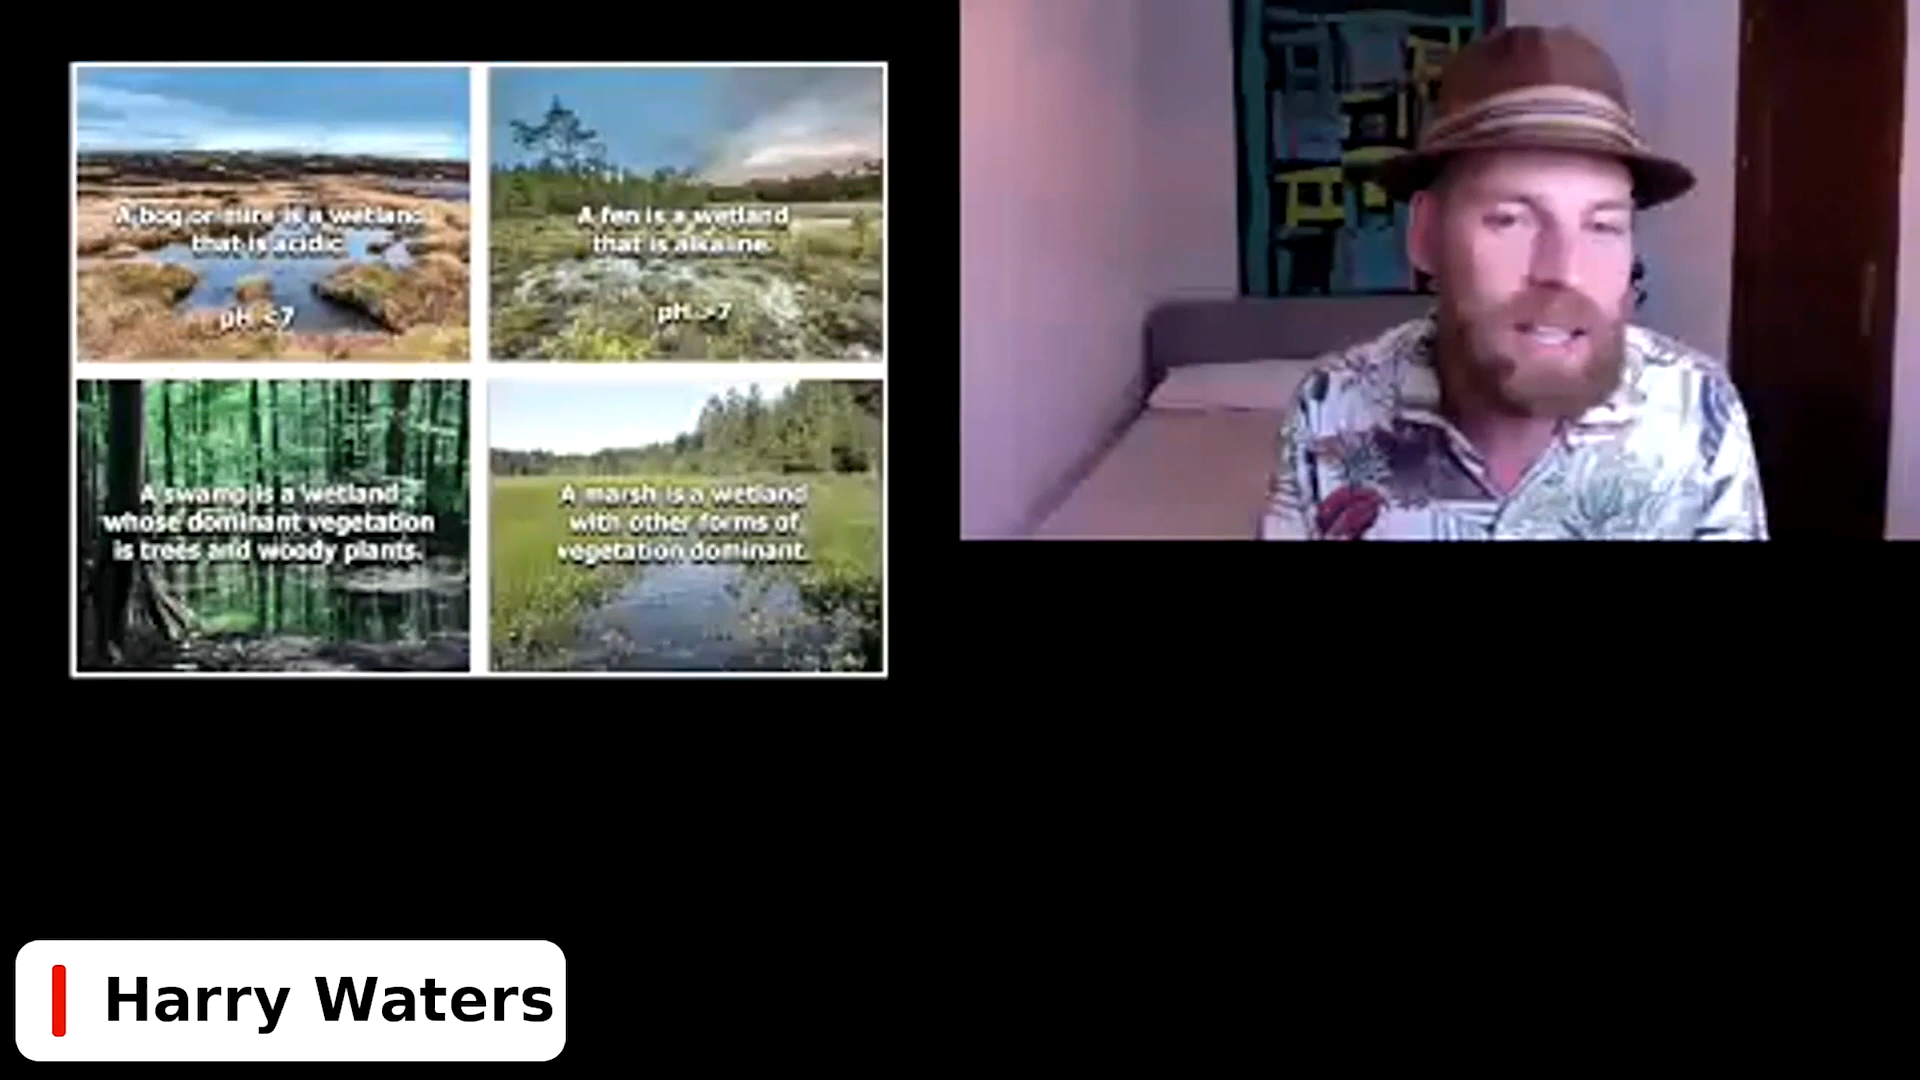 A bog or mire is a wetland
that is acidic.
pH <7
A fen is a wetland
that is alkaline.
pH >7
A swamp is a wetland
whose dominant vegetation
is trees and woody plants.
A marsh is a wetland
with other forms of
vegetation dominant.
Harry Waters